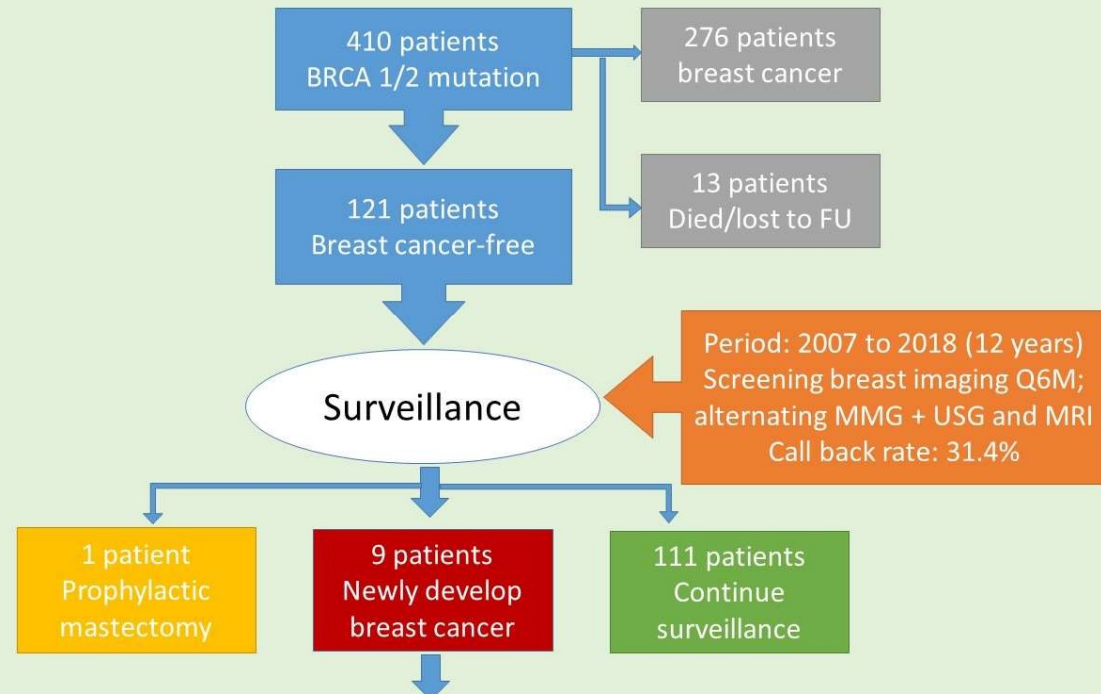 410 patients
BRCA 1/2 mutation
276 patients
breast cancer
13 patients
Died/lost to FU
121 patients
Breast cancer-free
Surveillance
Period: 2007 to 2018 (12 years)
Screening breast imaging Q6M;
alternating MMG + USG and MRI
Call back rate: 31.4%
1 patient
Prophylactic
mastectomy
9 patients
Newly develop
breast cancer
111 patients
Continue
surveillance